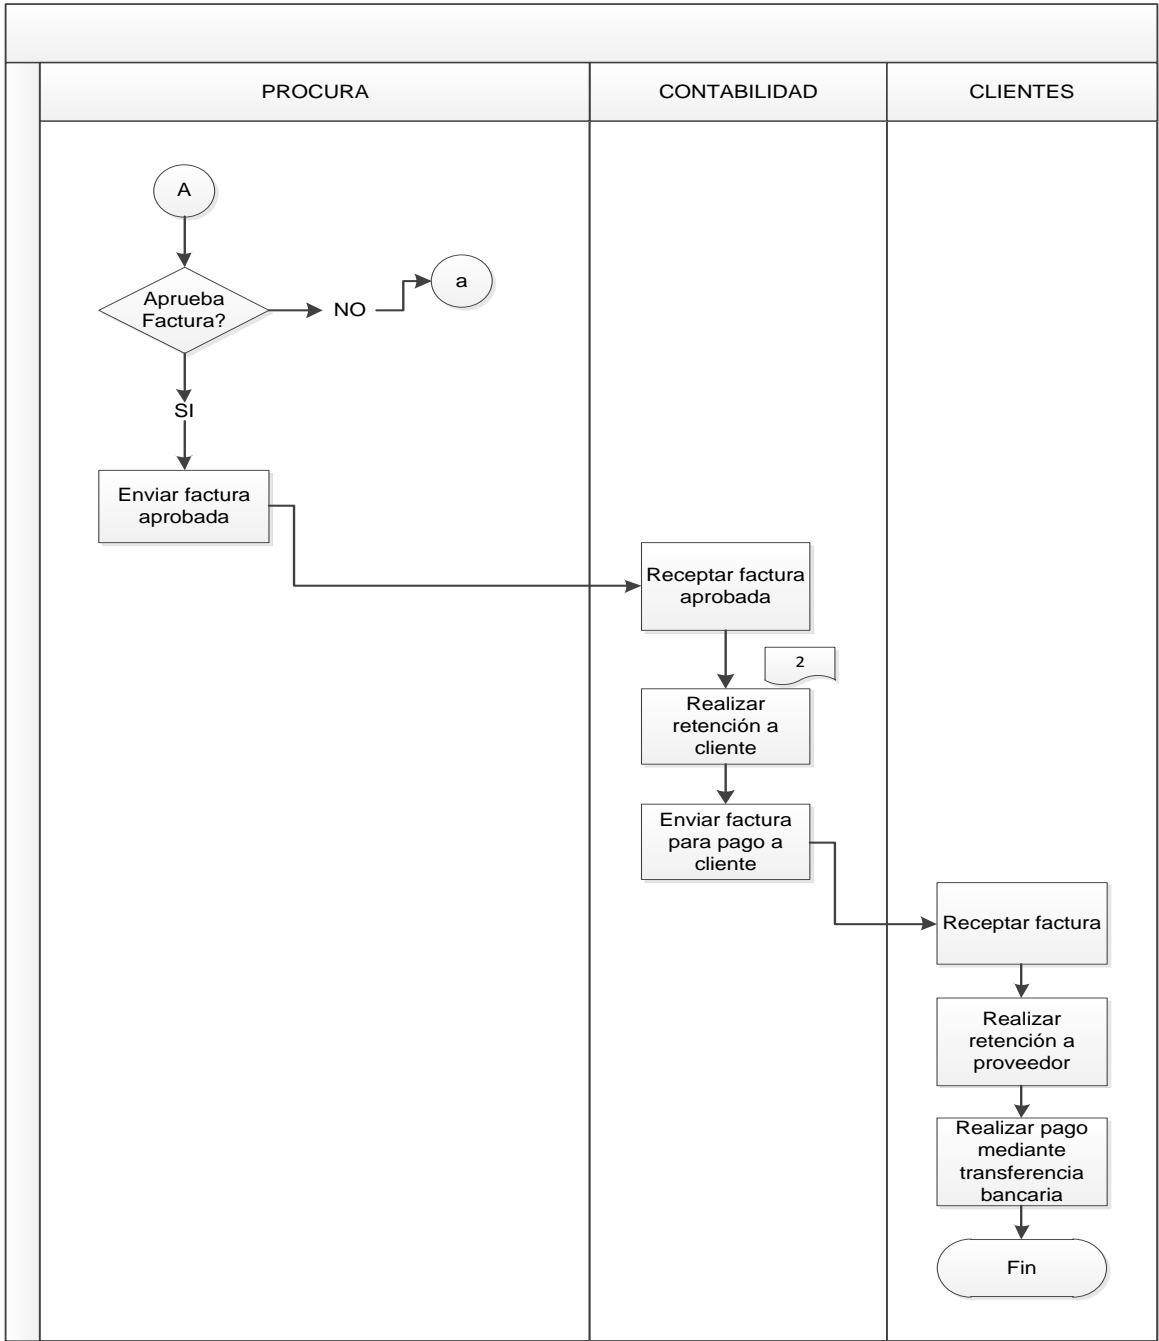 PROCURA
CONTABILIDAD
CLIENTES
A
a
Aprueba
Factura?
NO
SI
Enviar factura
aprobada
Receptar factura
aprobada
2
Realizar
retención a
cliente
Enviar factura
para pago a
cliente
Receptar factura
Realizar
retención a
proveedor
Realizar pago
mediante
transferencia
bancaria
Fin